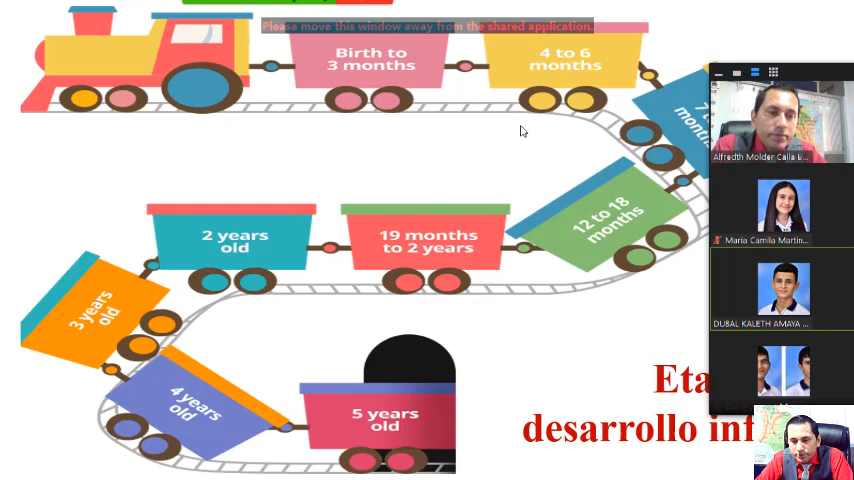 Please move this window away from the shared application.
Birth to
3 months
4 to 6
months
months
12 to 18
months
19 months
to 2 years
2 years
old
3 years
old
4 years
old
5 years
old
desarrollo
Alfredth Molder Calla B...
Maria Camila Martin...
DUBAL KALETH AMAYA ...